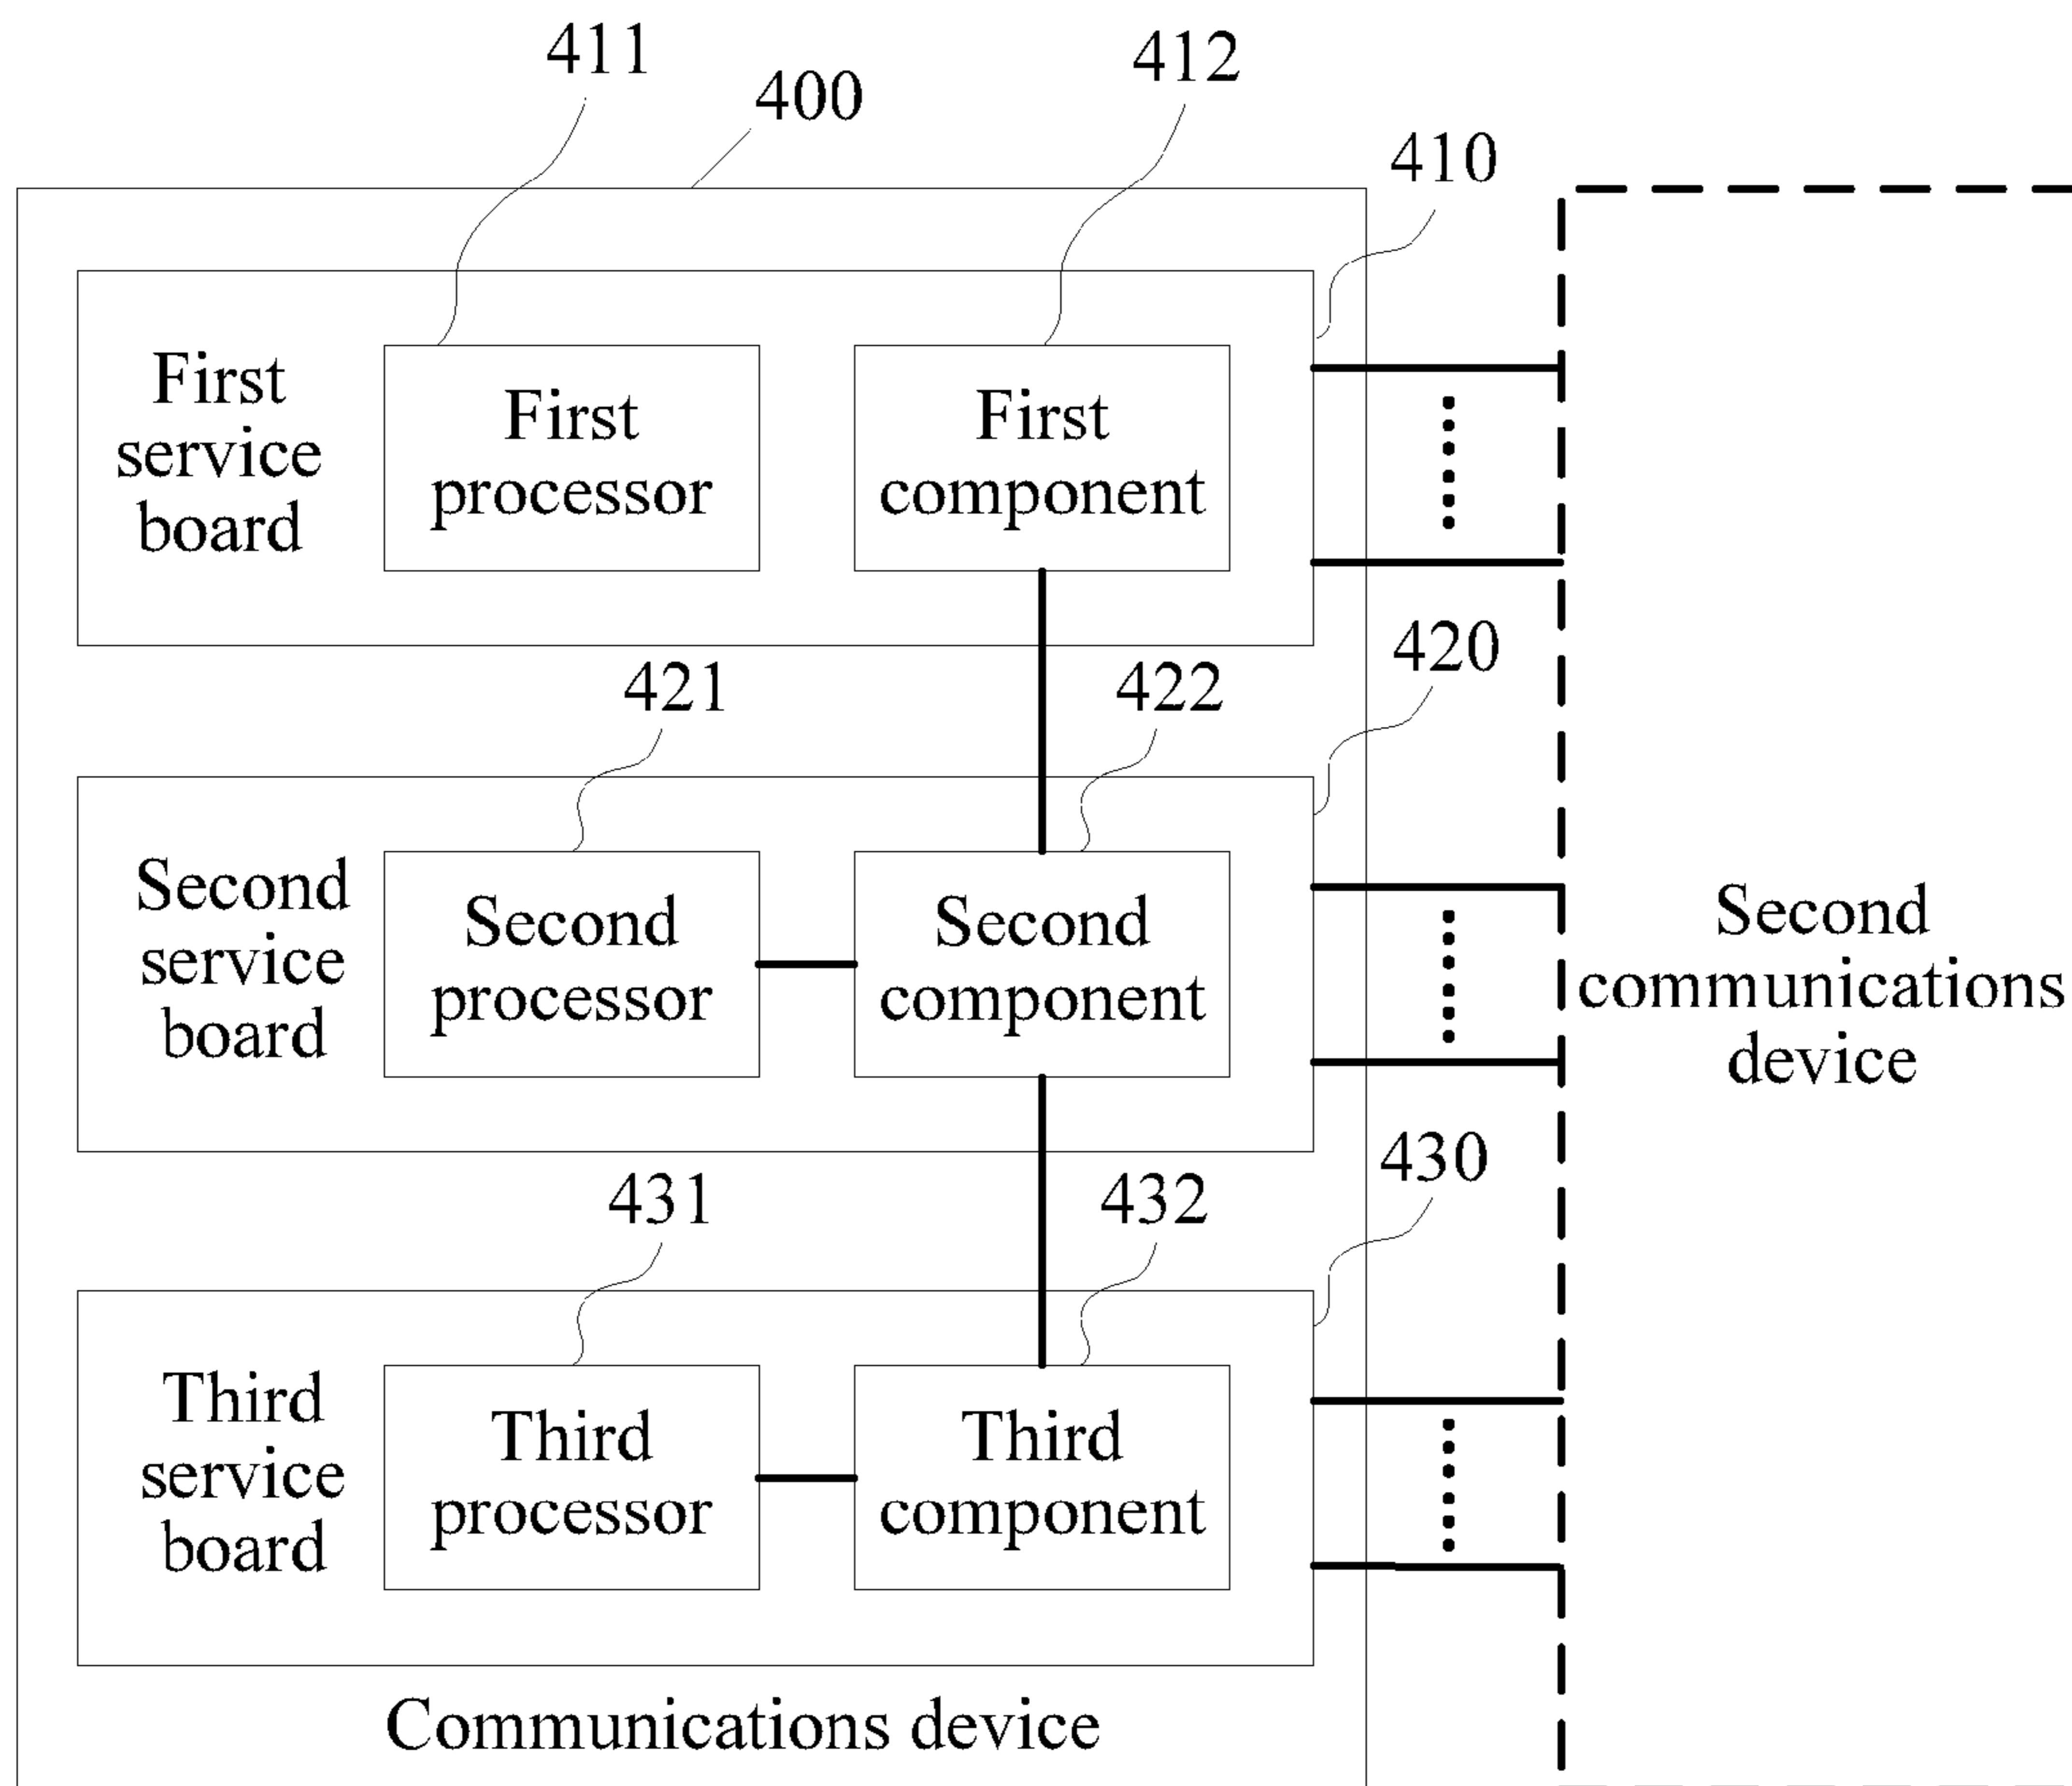 411
412
400
410
First
service
board
First
processor
First
component
420
421
422
Second
service
board
Second
processor
Second
component
Second
communications
device
430
431
432
Third
service
board
Third
processor
Third
component
Communications device